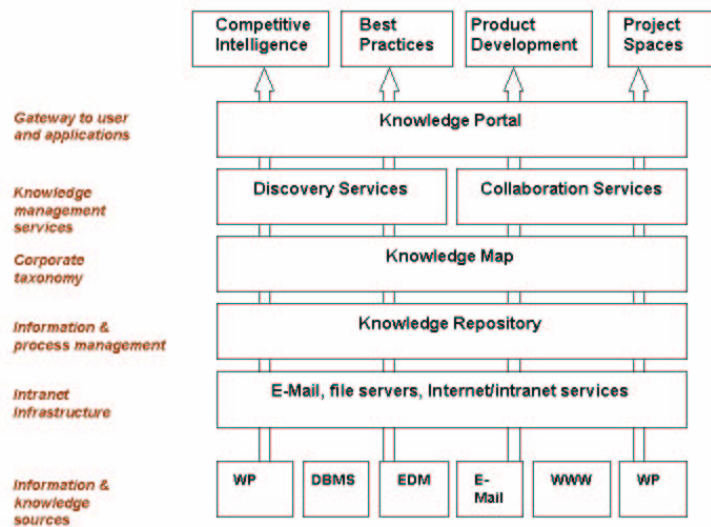 Competitive
Intelligence
Best
Practices
Product
Development
Project
Spaces
Gateway to user
and applications
Knowledge Portal
Knowledge
management
services
Discovery Services
Collaboration Services
Corporate
taxonomy
Knowledge Map
Information &
process management
Knowledge Repository
Intranet
Infrastructure
E-Mail, file servers, Internet/intranet services
Information &
knowledge
sources
WP
DBMS
EDM
E-
Mail
WWW
WP